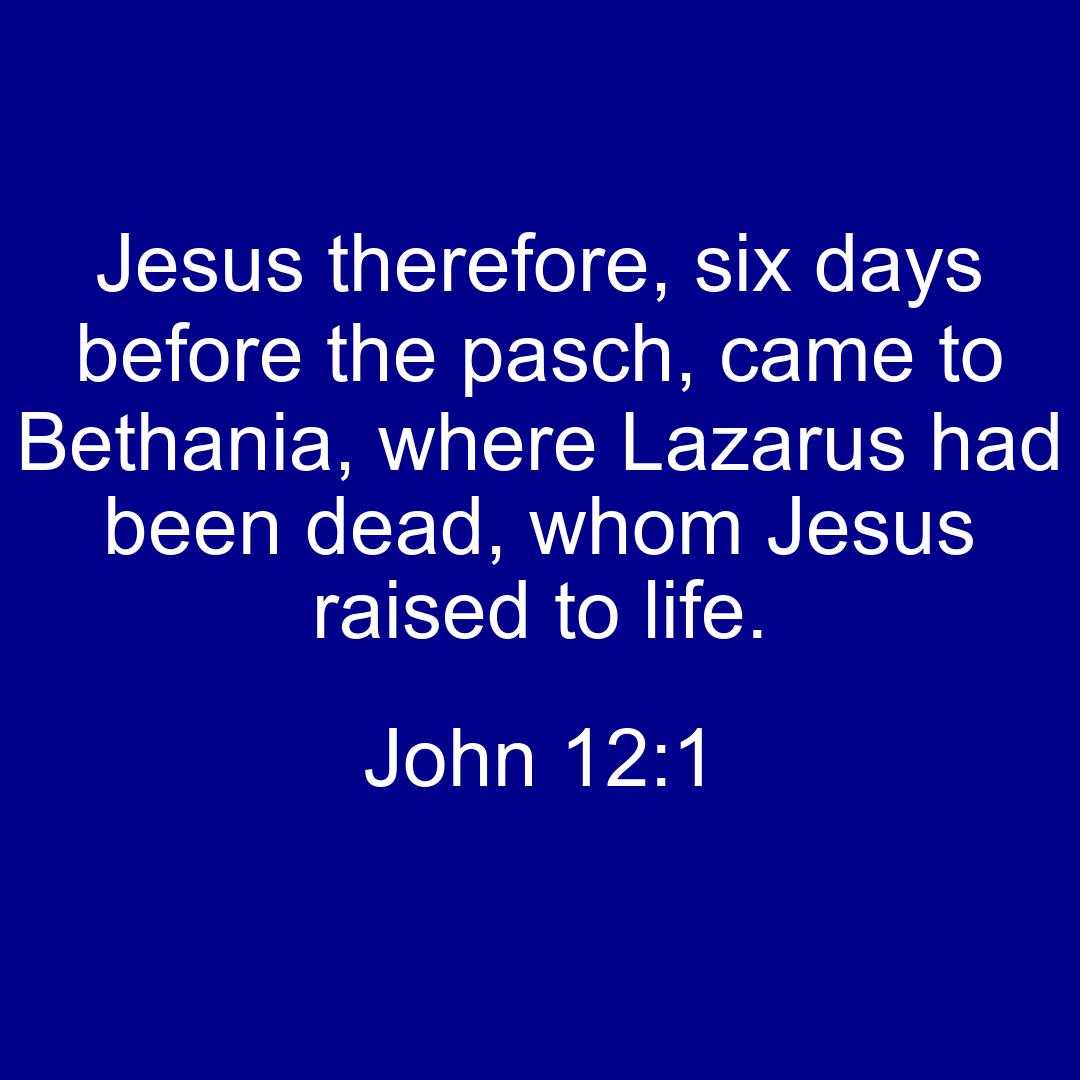 Jesus therefore, six days
before the pasch, came to
Bethania, where Lazarus had
been dead, whom Jesus
raised to life.
John 12:1